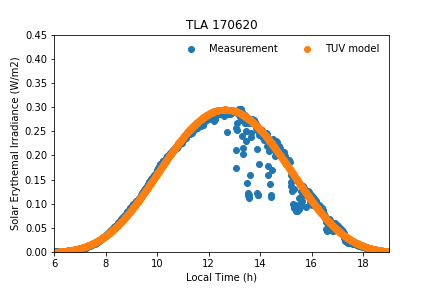 TLA 170620
Measurement
TUV model
Solar Erythemal Irradiance (W/m2)
0.45
0.40
0.35
0.30
0.25
0.20
0.15
0.10
0.05
0.00
6 8 10 12 14 16 18
Local Time (h)